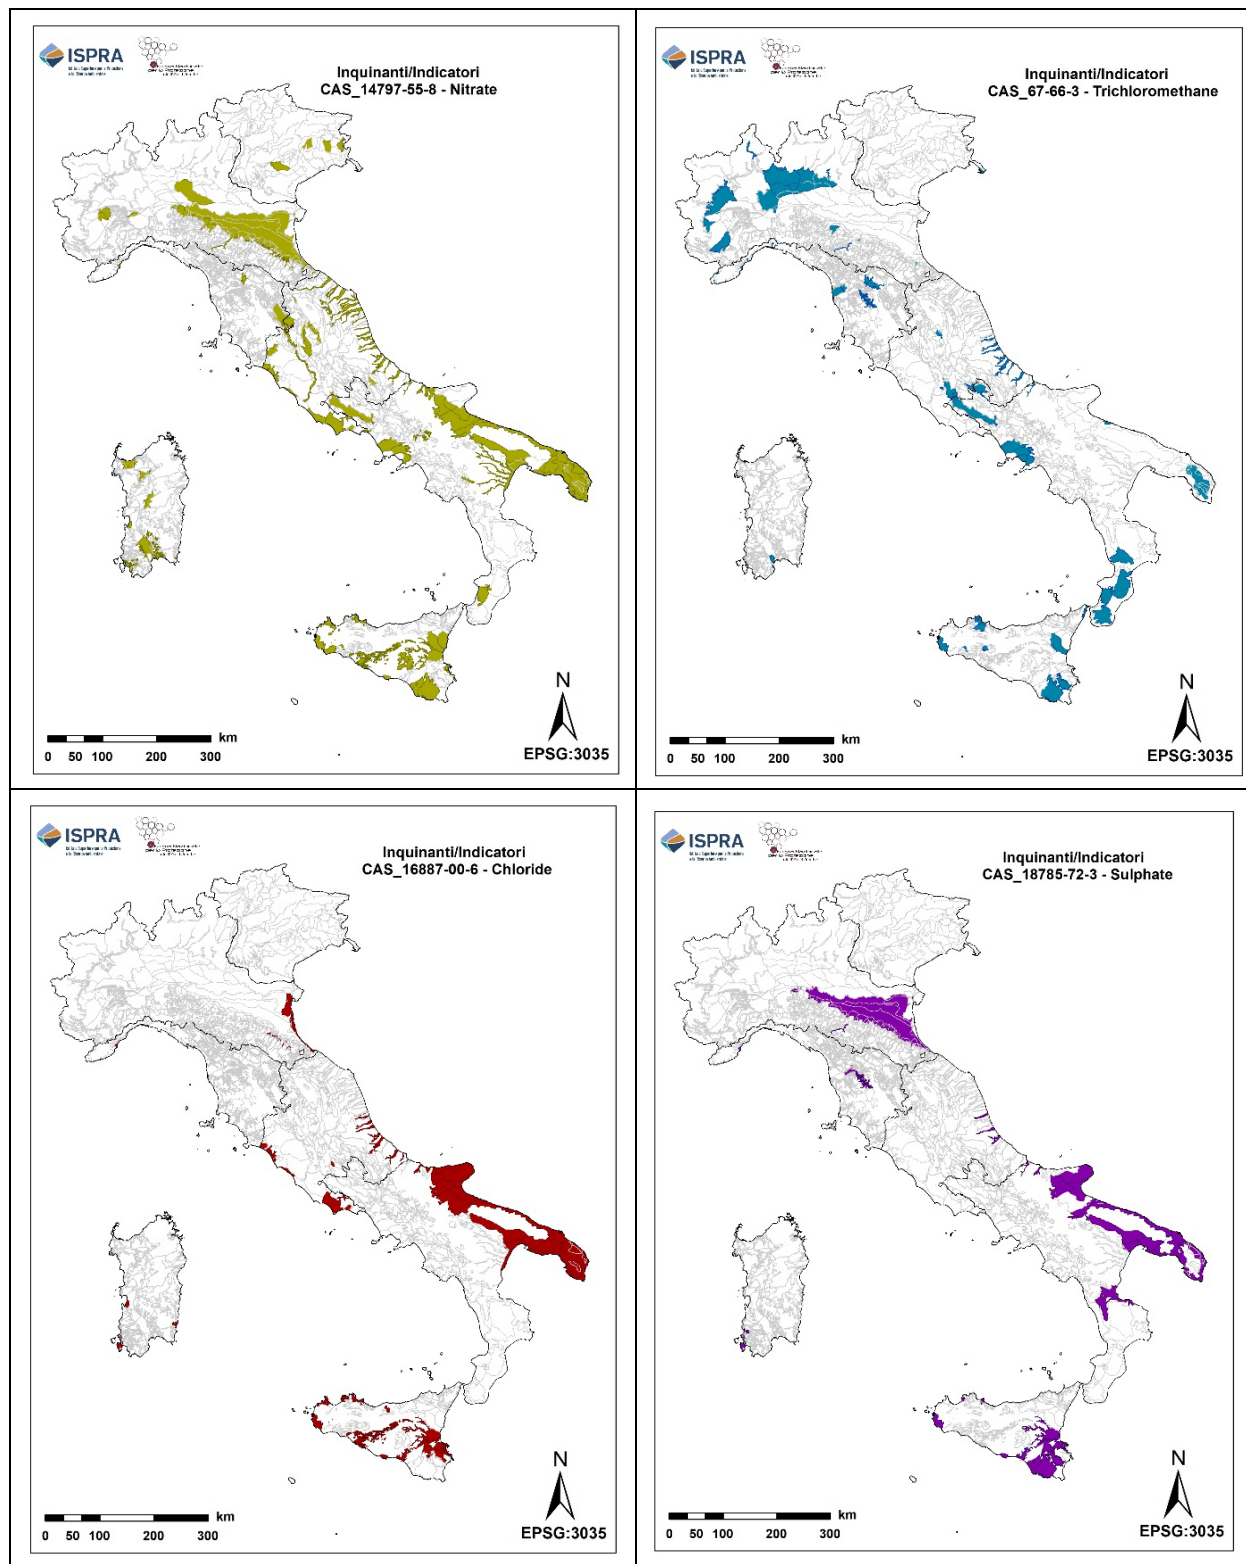 ISPRA
Inquinanti/Indicatori
CAS_14797-55-8 - Nitrate
N
km
0 50 100 200 300
EPSG:3035
ISPRA
Inquinanti/Indicatori
CAS_67-66-3 - Trichloromethane
N
km
0 50 100 200 300
EPSG:3035
ISPRA
Inquinanti/Indicatori
CAS_16887-00-6 - Chloride
N
km
0 50 100 200 300
EPSG:3035
ISPRA
Inquinanti/Indicatori
CAS_18785-72-3 - Sulphate
N
km
0 50 100 200 300
EPSG:3035